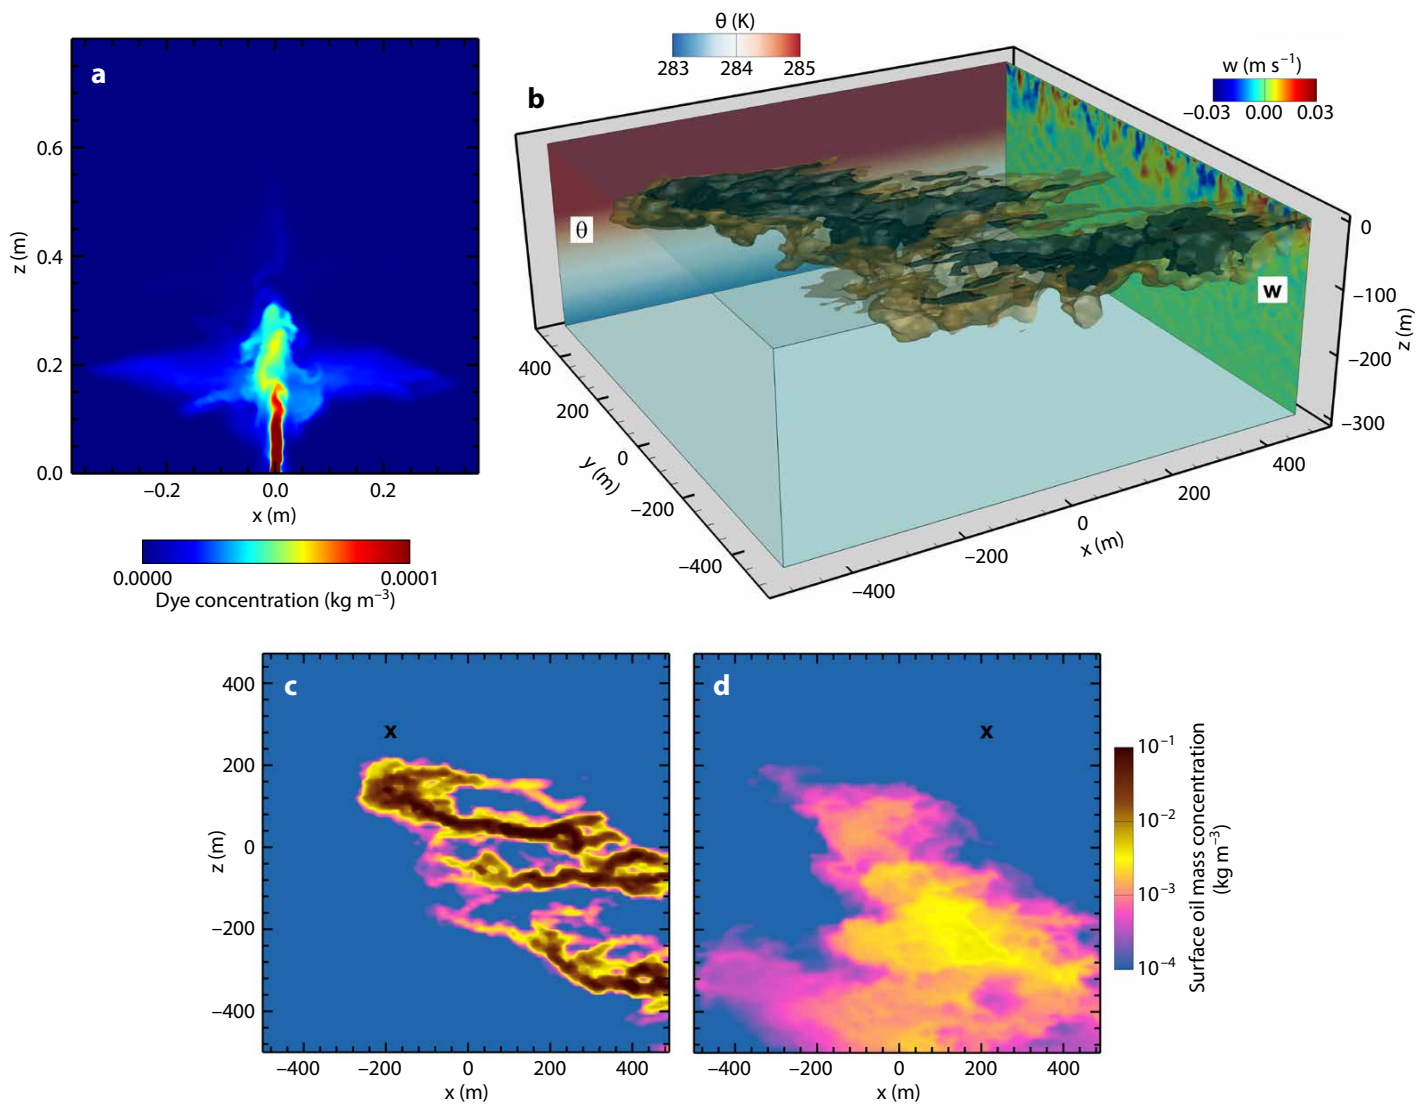 a
z (m)
0.6
0.4
0.2
0.0
−0.2
0.0
0.2
x (m)
0.0000
0.0001
Dye concentration (kg m⁻³)
θ (K)
283
284
285
w (m s⁻¹)
−0.03
0.00
0.03
b
θ
w
0
−100
−200
−300
z (m)
400
200
0
−200
−400
y (m)
−400
−200
0
200
400
x (m)
c
x
400
200
0
−200
−400
z (m)
−400
−200
0
200
400
x (m)
d
x
−400
−200
0
200
400
x (m)
10⁻¹
10⁻²
10⁻³
10⁻⁴
Surface oil mass concentration
(kg m⁻³)